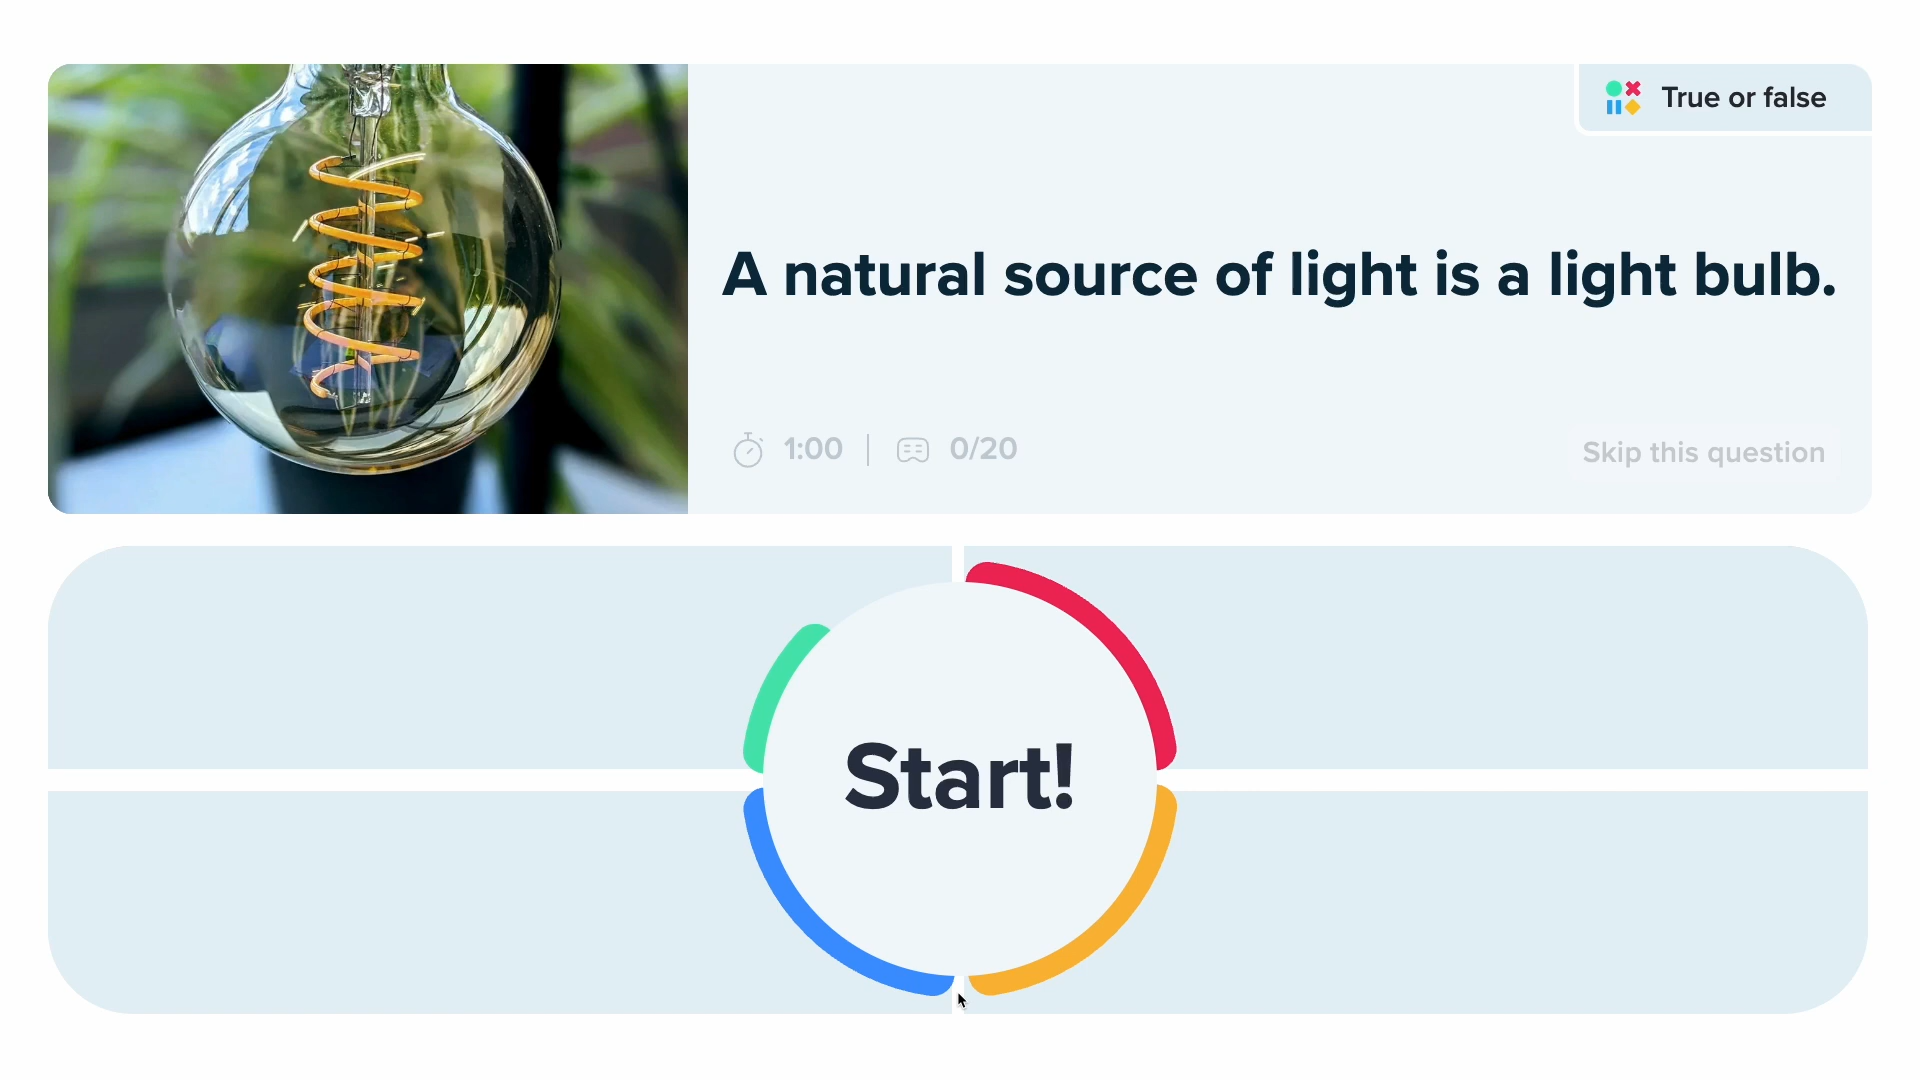 True or false
A natural source of light is a light bulb.
1:00 | 0/20
Skip this question
Start!